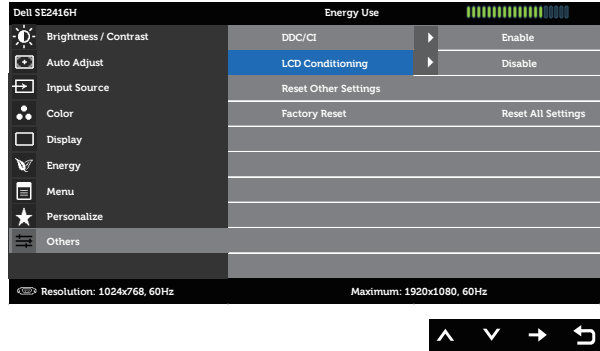 Dell SE2416H Energy Use
Brightness / Contrast DDC/CI Enable
Auto Adjust LCD Conditioning Disable
Input Source Reset Other Settings
Color Factory Reset Reset All Settings
Display
Energy
Menu
Personalize
Others
Resolution: 1024x768, 60Hz Maximum: 1920x1080, 60Hz